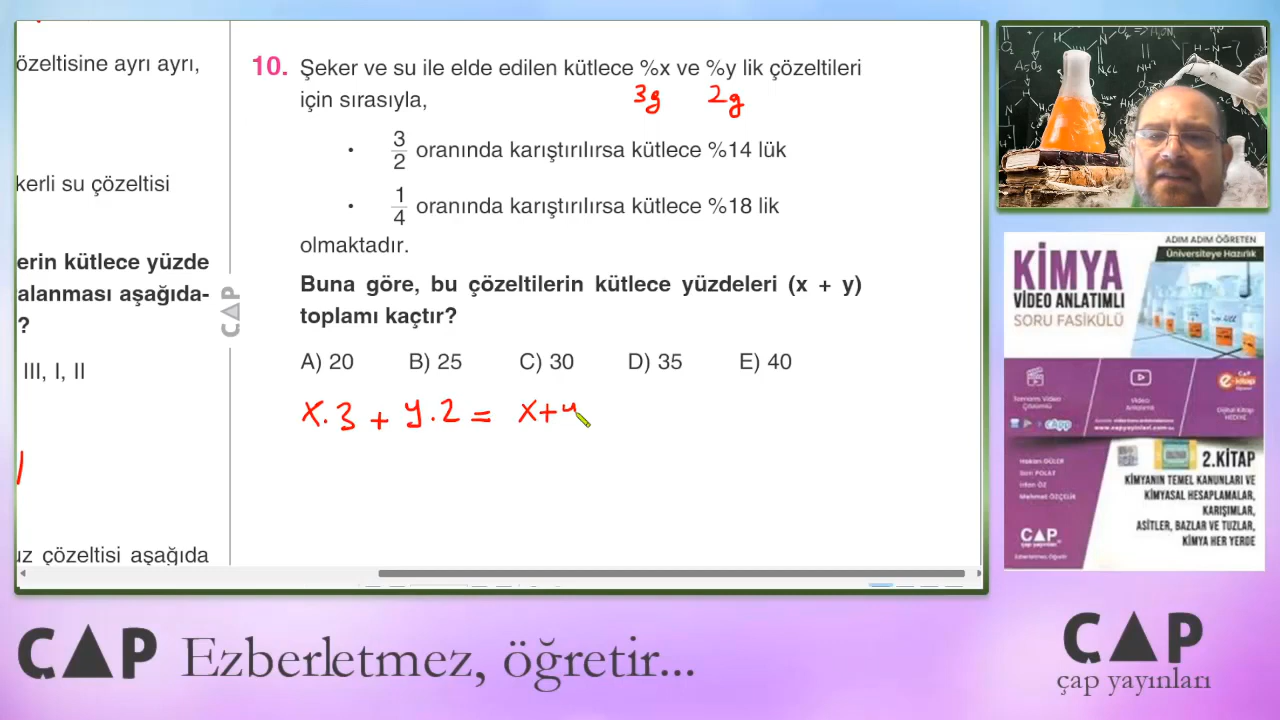 özeltisine ayrı ayrı,
kerli su çözeltisi
erin kütlece yüzde
alanması aşağıda-
?
III, I, II
uz çözeltisi aşağıda
ÇAP
10. Şeker ve su ile elde edilen kütlece %x ve %y lik çözeltileri
için sırasıyla,
3g 2g
• 3/2 oranında karıştırılırsa kütlece %14 lük
• 1/4 oranında karıştırılırsa kütlece %18 lik
olmaktadır.
Buna göre, bu çözeltilerin kütlece yüzdeleri (x + y)
toplamı kaçtır?
A) 20 B) 25 C) 30 D) 35 E) 40
x.3 + y.2 = x+y
ADIM ADIM ÖĞRETEN
Üniversiteye Hazırlık
KİMYA
VİDEO ANLATIMLI
SORU FASİKÜLÜ
www.capyayinlari.com
2.KİTAP
KİMYANIN TEMEL KANUNLARI VE
KİMYASAL HESAPLAMALAR,
KARIŞIMLAR,
ASİTLER, BAZLAR VE TUZLAR,
KİMYA HER YERDE
ÇAP
çap yayınları
ÇAP Ezberletmez, öğretir...
ÇAP
çap yayınları